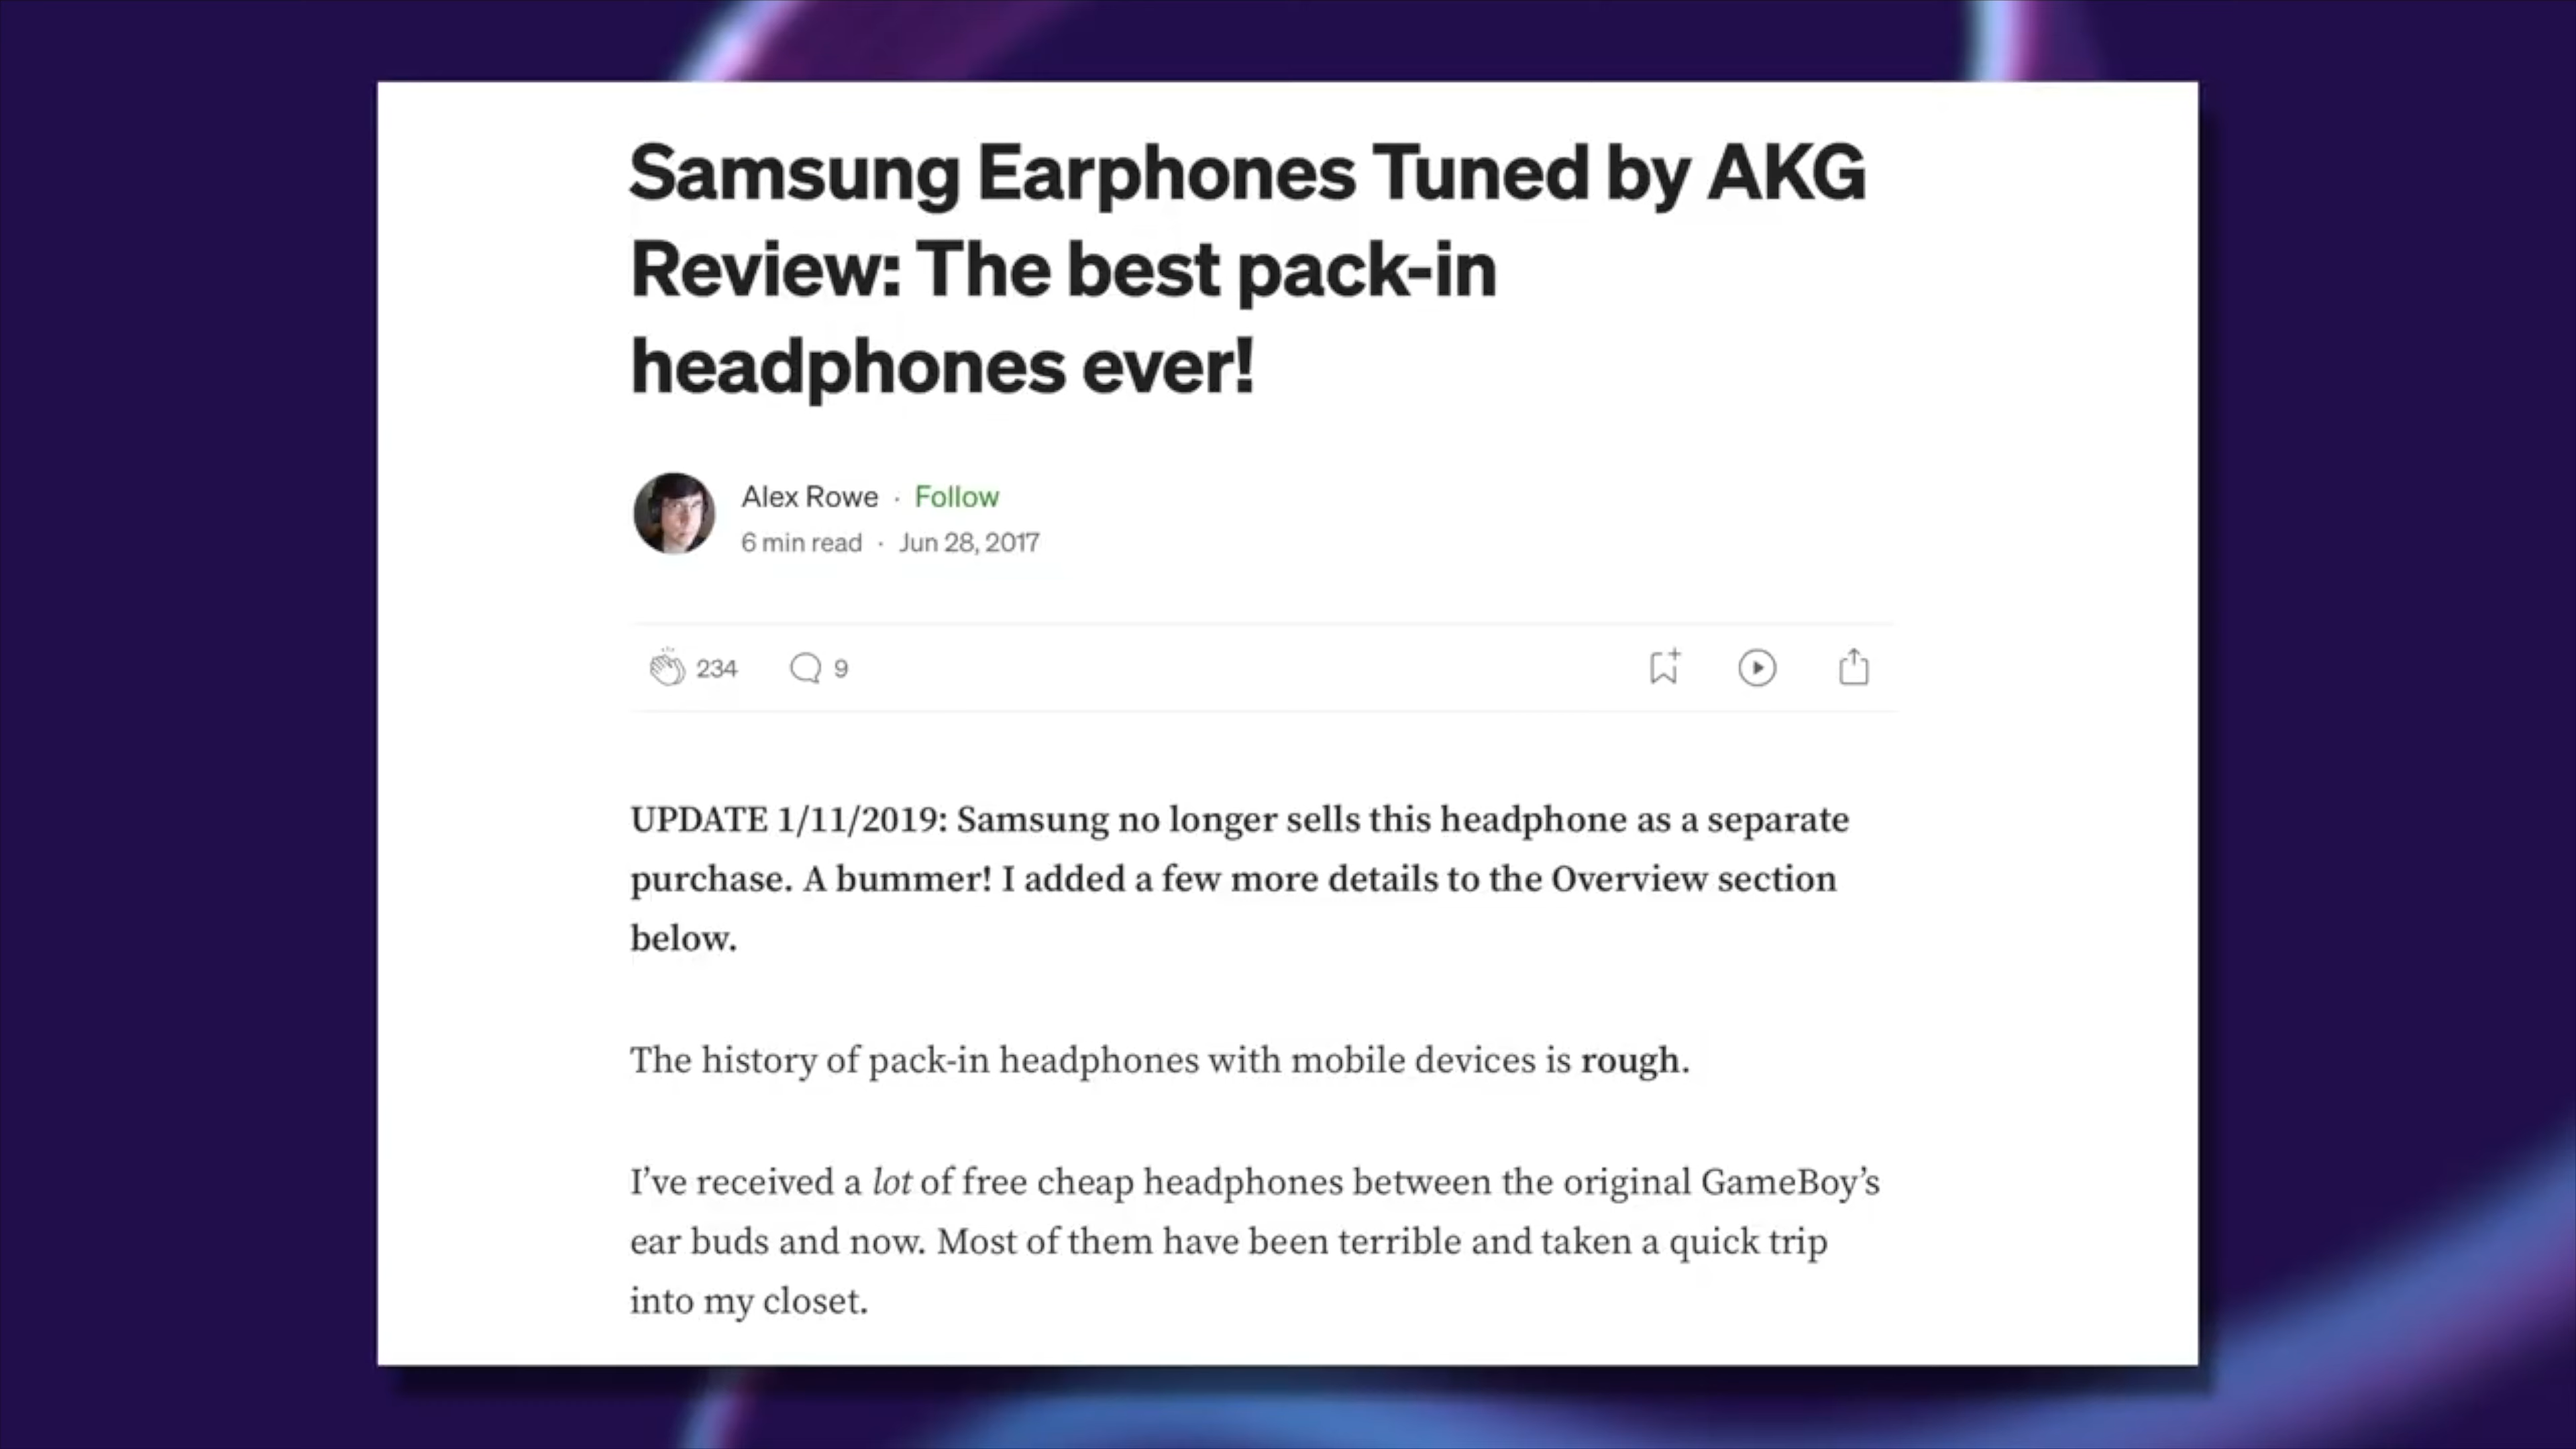 Samsung Earphones Tuned by AKG
Review: The best pack-in
headphones ever!
Alex Rowe · Follow
6 min read · Jun 28, 2017
234 9
UPDATE 1/11/2019: Samsung no longer sells this headphone as a separate
purchase. A bummer! I added a few more details to the Overview section
below.
The history of pack-in headphones with mobile devices is rough.
I’ve received a lot of free cheap headphones between the original GameBoy’s
ear buds and now. Most of them have been terrible and taken a quick trip
into my closet.